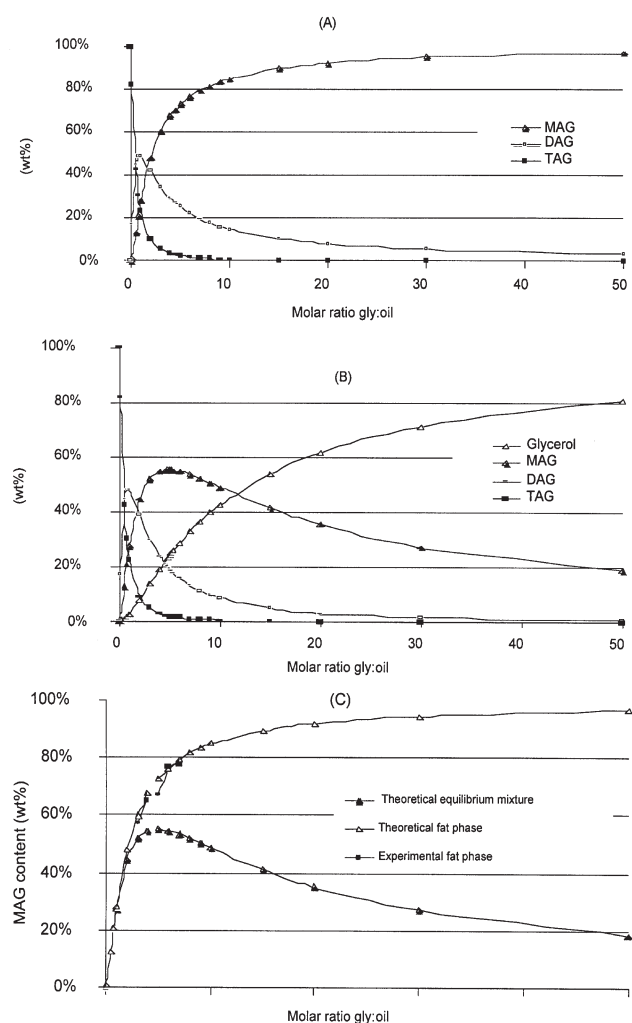 (A)
100%
80%
60%
40%
20%
0%
(wt%)
MAG
DAG
TAG
0 10 20 30 40 50
Molar ratio gly:oil
(B)
100%
80%
60%
40%
20%
0%
(wt%)
Glycerol
MAG
DAG
TAG
0 10 20 30 40 50
Molar ratio gly:oil
(C)
100%
80%
60%
40%
20%
0%
MAG content (wt%)
Theoretical equilibrium mixture
Theoretical fat phase
Experimental fat phase
Molar ratio gly:oil